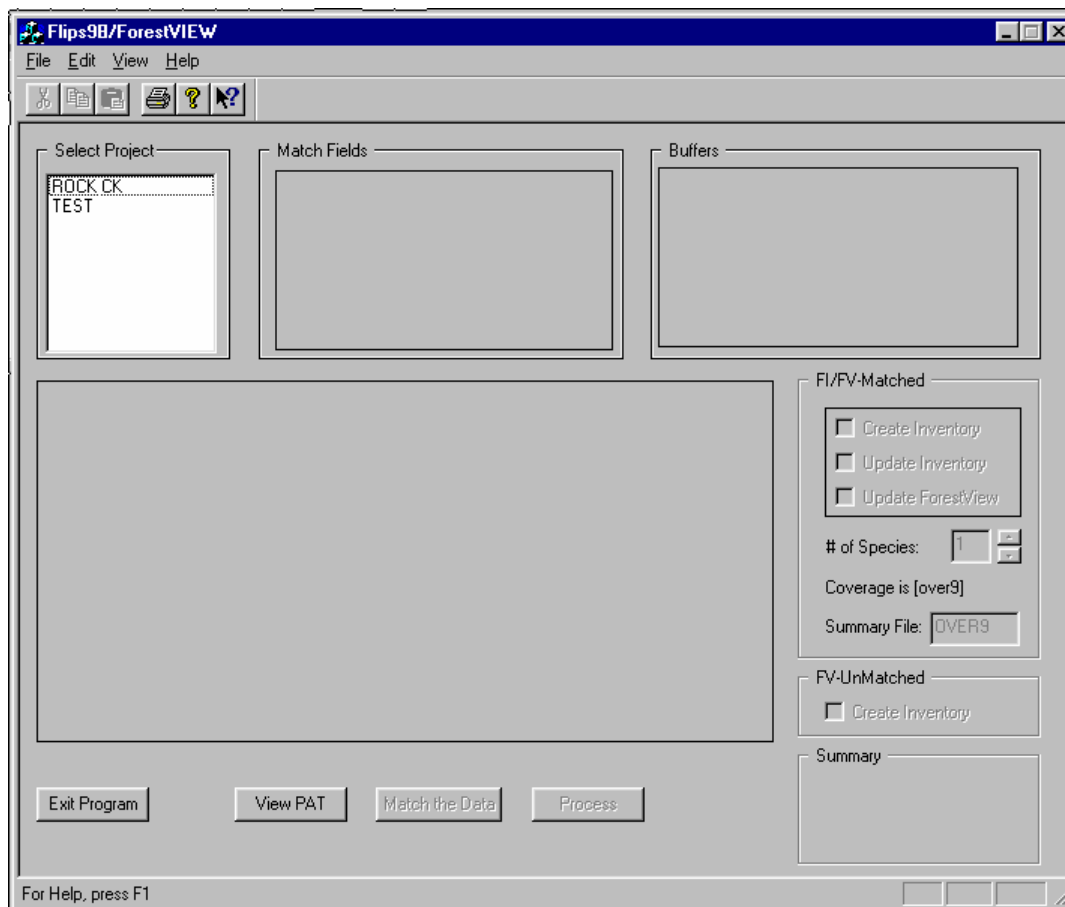 Flips98/ForestVIEW
File Edit View Help
Select Project
ROCK CK
TEST
Match Fields
Buffers
FI/FV-Matched
Create Inventory
Update Inventory
Update ForestView
# of Species: 1
Coverage is [over9]
Summary File: OVER9
FV-UnMatched
Create Inventory
Summary
Exit Program View PAT Match the Data Process
For Help, press F1